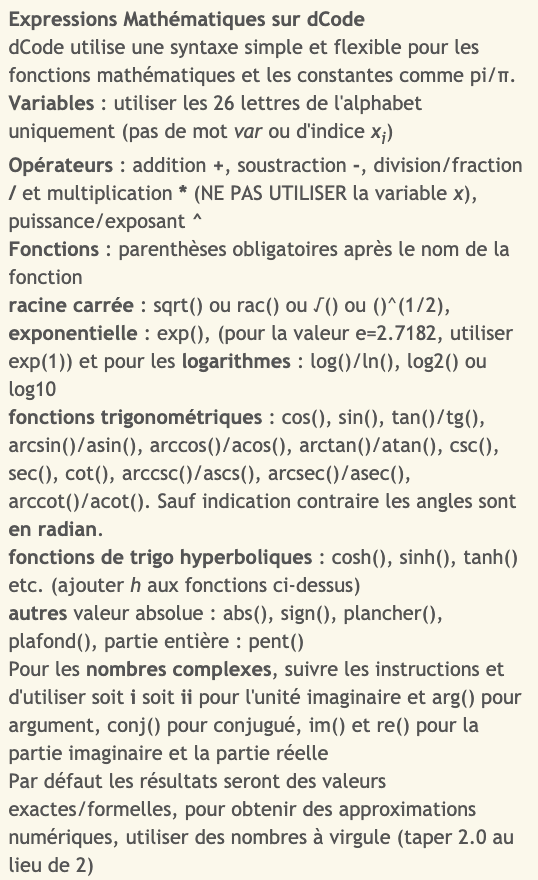 Expressions Mathématiques sur dCode
dCode utilise une syntaxe simple et flexible pour les
fonctions mathématiques et les constantes comme pi/π.
Variables : utiliser les 26 lettres de l'alphabet
uniquement (pas de mot var ou d'indice xᵢ)
Opérateurs : addition +, soustraction -, division/fraction
/ et multiplication * (NE PAS UTILISER la variable x),
puissance/exposant ^
Fonctions : parenthèses obligatoires après le nom de la
fonction
racine carrée : sqrt() ou rac() ou √() ou ()^(1/2),
exponentielle : exp(), (pour la valeur e=2.7182, utiliser
exp(1)) et pour les logarithmes : log()/ln(), log2() ou
log10
fonctions trigonométriques : cos(), sin(), tan()/tg(),
arcsin()/asin(), arccos()/acos(), arctan()/atan(), csc(),
sec(), cot(), arccsc()/ascs(), arcsec()/asec(),
arccot()/acot(). Sauf indication contraire les angles sont
en radian.
fonctions de trigo hyperboliques : cosh(), sinh(), tanh()
etc. (ajouter h aux fonctions ci-dessus)
autres valeur absolue : abs(), sign(), plancher(),
plafond(), partie entière : pent()
Pour les nombres complexes, suivre les instructions et
d'utiliser soit i soit ii pour l'unité imaginaire et arg() pour
argument, conj() pour conjugué, im() et re() pour la
partie imaginaire et la partie réelle
Par défaut les résultats seront des valeurs
exactes/formelles, pour obtenir des approximations
numériques, utiliser des nombres à virgule (taper 2.0 au
lieu de 2)